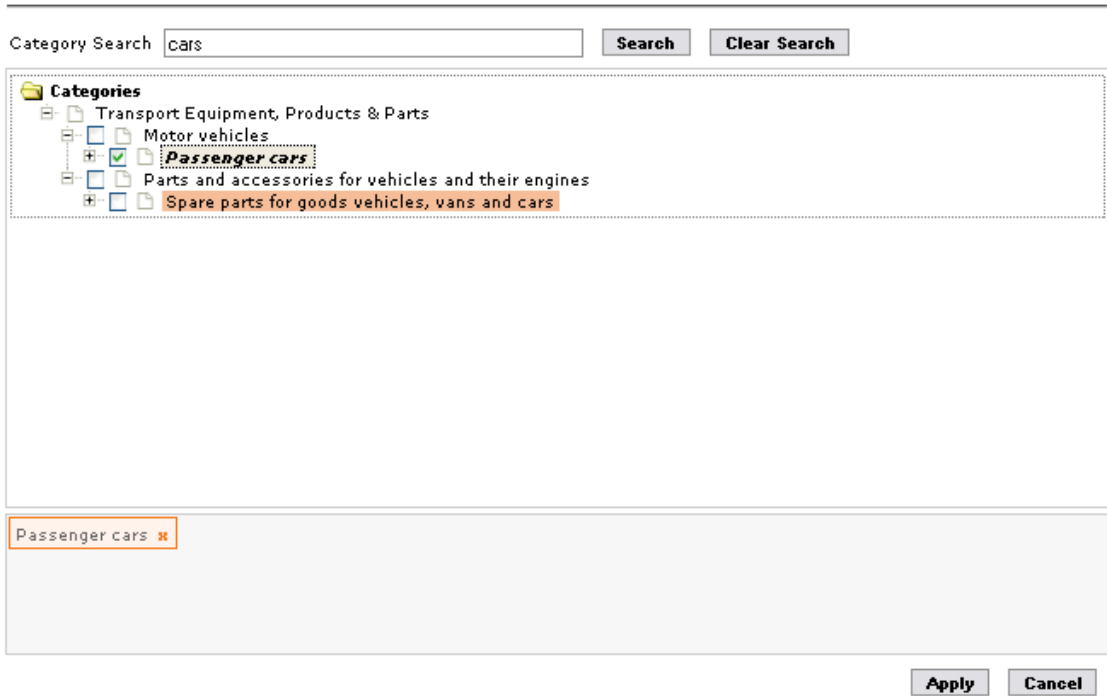 Category Search cars Search Clear Search
Categories
Transport Equipment, Products & Parts
Motor vehicles
Passenger cars
Parts and accessories for vehicles and their engines
Spare parts for goods vehicles, vans and cars
Passenger cars x
Apply Cancel